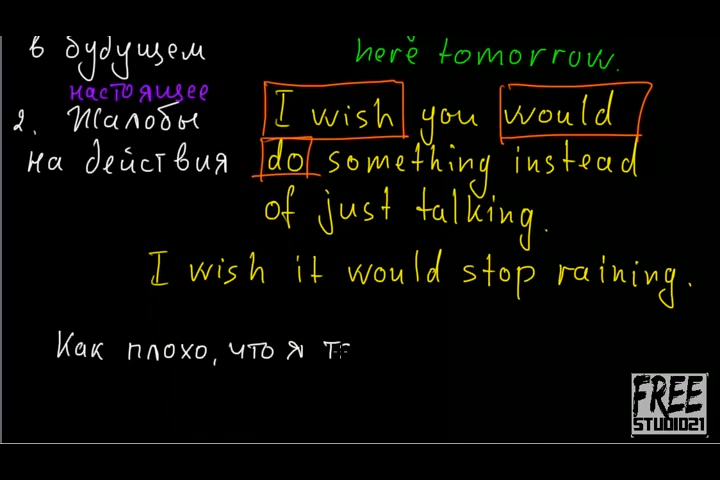 в будущем here tomorrow.
настоящее
2. Жалобы I wish you would
на действия do something instead
of just talking.
I wish it would stop raining.
Как плохо, что я
FREE
STUDIO21